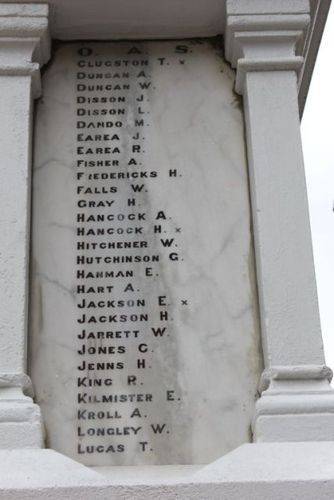 O. A. S.
CLUGSTON T. ×
DUNCAN A.
DUNCAN W.
DISSON J.
DISSON L.
DANDO M.
EAREA J.
EAREA R.
FISHER A.
FREDERICKS H.
FALLS W.
GRAY H.
HANCOCK A.
HANCOCK H. ×
HITCHENER W.
HUTCHINSON G.
HANMAN E.
HART A.
JACKSON E. ×
JACKSON H.
JARRETT W.
JONES C.
JENNS H.
KING R.
KILMISTER E.
KROLL A.
LONGLEY W.
LUCAS T.